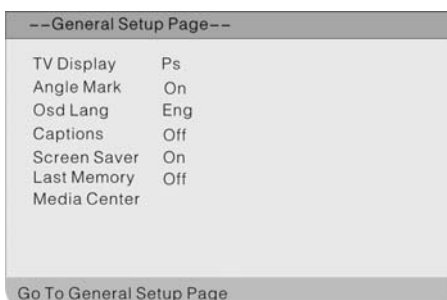 --General Setup Page--
TV Display Ps
Angle Mark On
Osd Lang Eng
Captions Off
Screen Saver On
Last Memory Off
Media Center
Go To General Setup Page